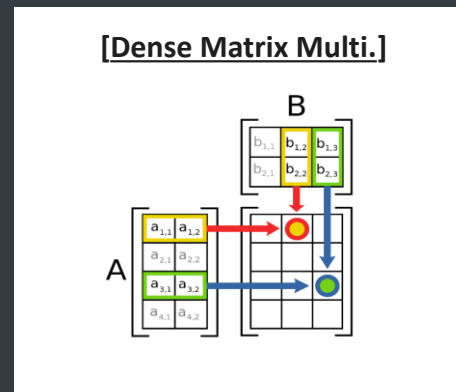 [Dense Matrix Multi.]
B
b1,1 b1,2 b1,3
b2,1 b2,2 b2,3
A
a1,1 a1,2
a2,1 a2,2
a3,1 a3,2
a4,1 a4,2